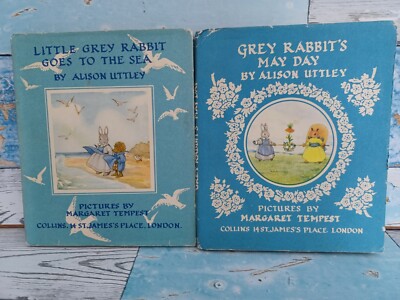 LITTLE GREY RABBIT
GOES TO THE SEA
BY ALISON UTTLEY
PICTURES BY
MARGARET TEMPEST
COLLINS. 14 ST. JAMES'S PLACE. LONDON.
GREY RABBIT'S
MAY DAY
BY ALISON UTTLEY
PICTURES BY
MARGARET TEMPEST
COLLINS 14 ST. JAMES'S PLACE LONDON